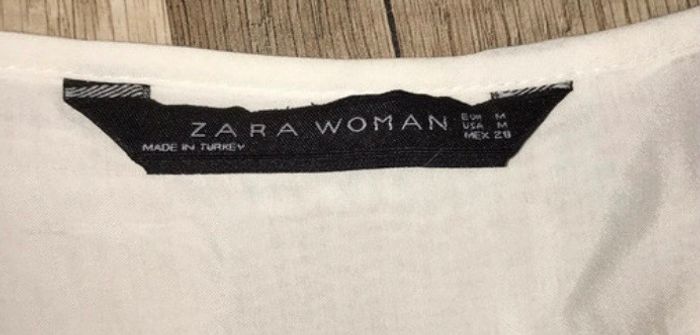 ZARA WOMAN
EUR M
USA M
MEX 28
MADE IN TURKEY